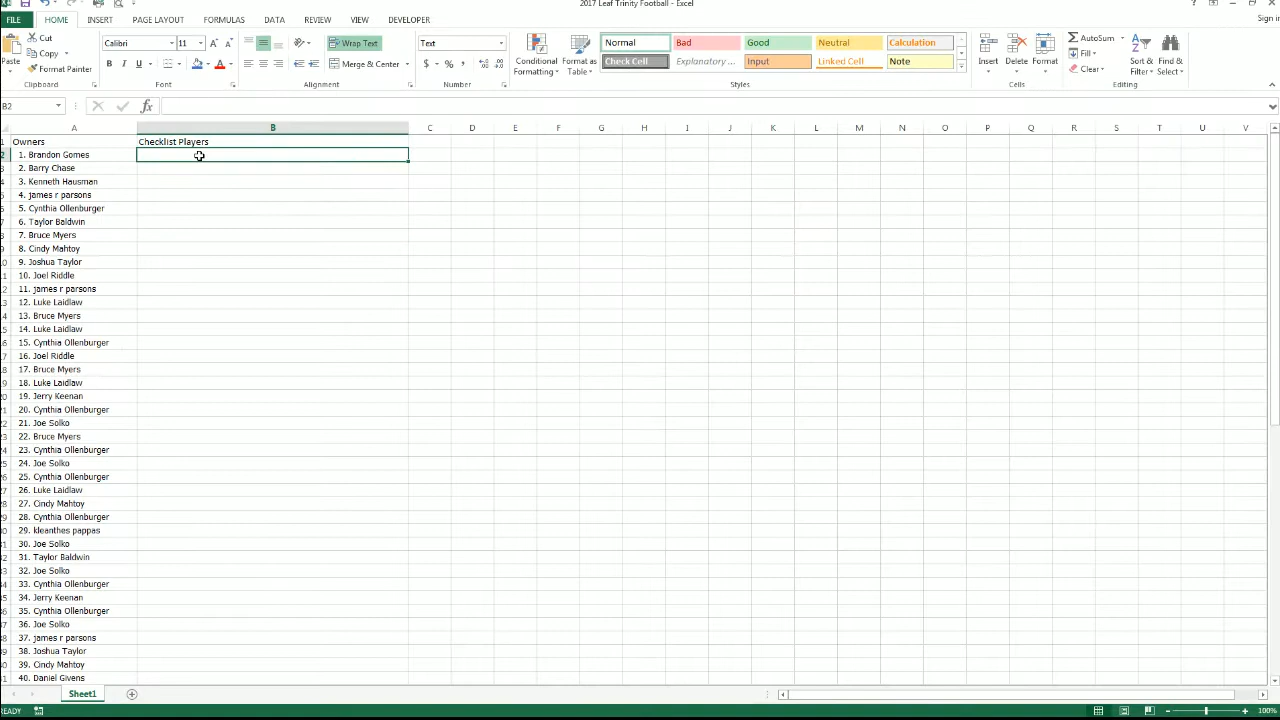 2017 Leaf Trinity Football - Excel
Sign in
FILE HOME INSERT PAGE LAYOUT FORMULAS DATA REVIEW VIEW DEVELOPER
Paste
Cut
Copy
Format Painter
Calibri 11
Wrap Text
Merge & Center
Text
Conditional Formatting
Format as Table
Normal Bad Good Neutral Calculation
Check Cell Explanatory ... Input Linked Cell Note
Insert Delete Format
AutoSum
Fill
Clear
Sort & Filter
Find & Select
Clipboard Font Alignment Number Styles Cells Editing
B2
A B C D E F G H I J K L M N O P Q R S T U V
Owners Checklist Players
1. Brandon Gomes
2. Barry Chase
3. Kenneth Hausman
4. james r parsons
5. Cynthia Ollenburger
6. Taylor Baldwin
7. Bruce Myers
8. Cindy Mahtoy
9. Joshua Taylor
10. Joel Riddle
11. james r parsons
12. Luke Laidlaw
13. Bruce Myers
14. Luke Laidlaw
15. Cynthia Ollenburger
16. Joel Riddle
17. Bruce Myers
18. Luke Laidlaw
19. Jerry Keenan
20. Cynthia Ollenburger
21. Joe Solko
22. Bruce Myers
23. Cynthia Ollenburger
24. Joe Solko
25. Cynthia Ollenburger
26. Luke Laidlaw
27. Cindy Mahtoy
28. Cynthia Ollenburger
29. kleanthes pappas
30. Joe Solko
31. Taylor Baldwin
32. Joe Solko
33. Cynthia Ollenburger
34. Jerry Keenan
35. Cynthia Ollenburger
36. Joe Solko
37. james r parsons
38. Joshua Taylor
39. Cindy Mahtoy
40. Daniel Givens
Sheet1
READY
100%